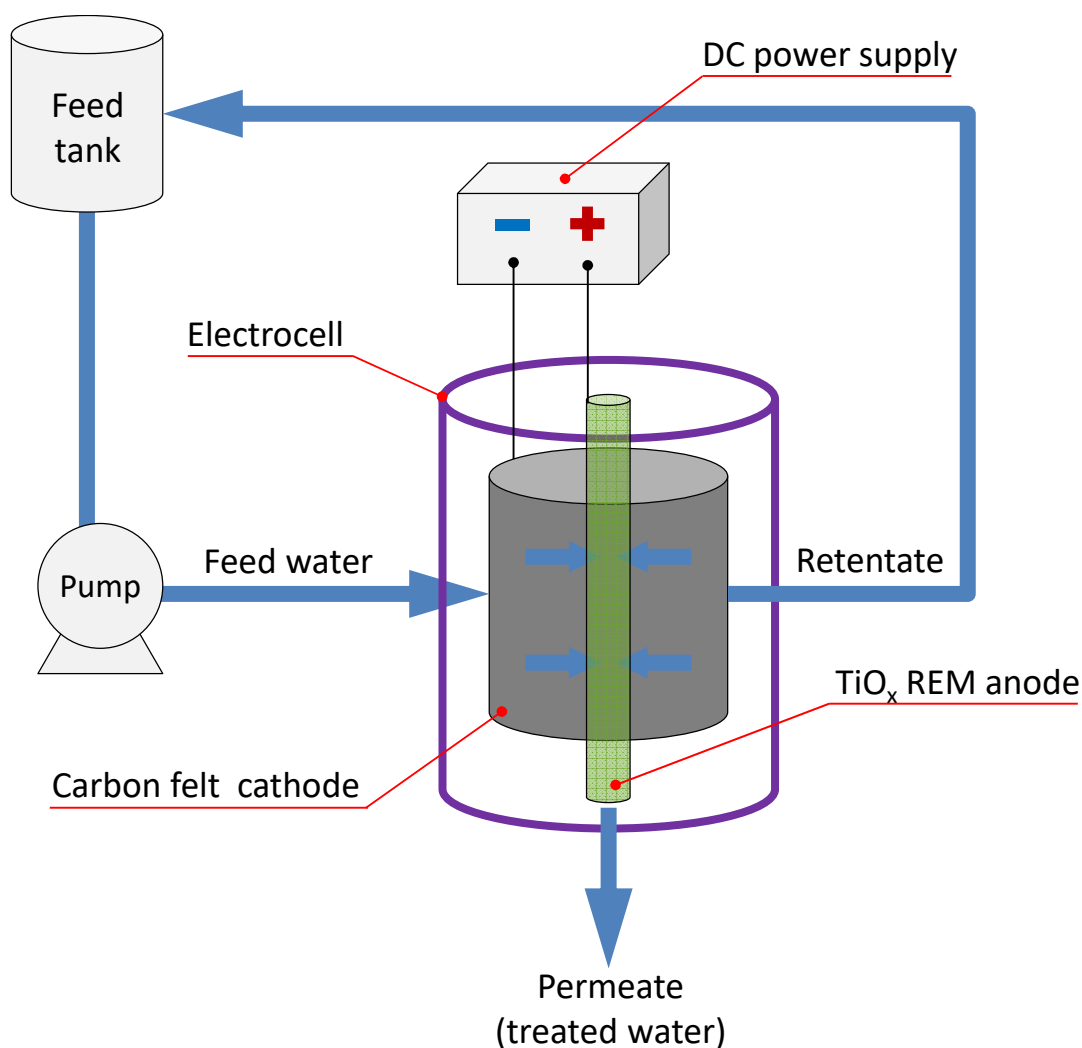 DC power supply
Feed
tank
Electrocell
Pump
Feed water
Retentate
TiOₓ REM anode
Carbon felt  cathode
Permeate
(treated water)